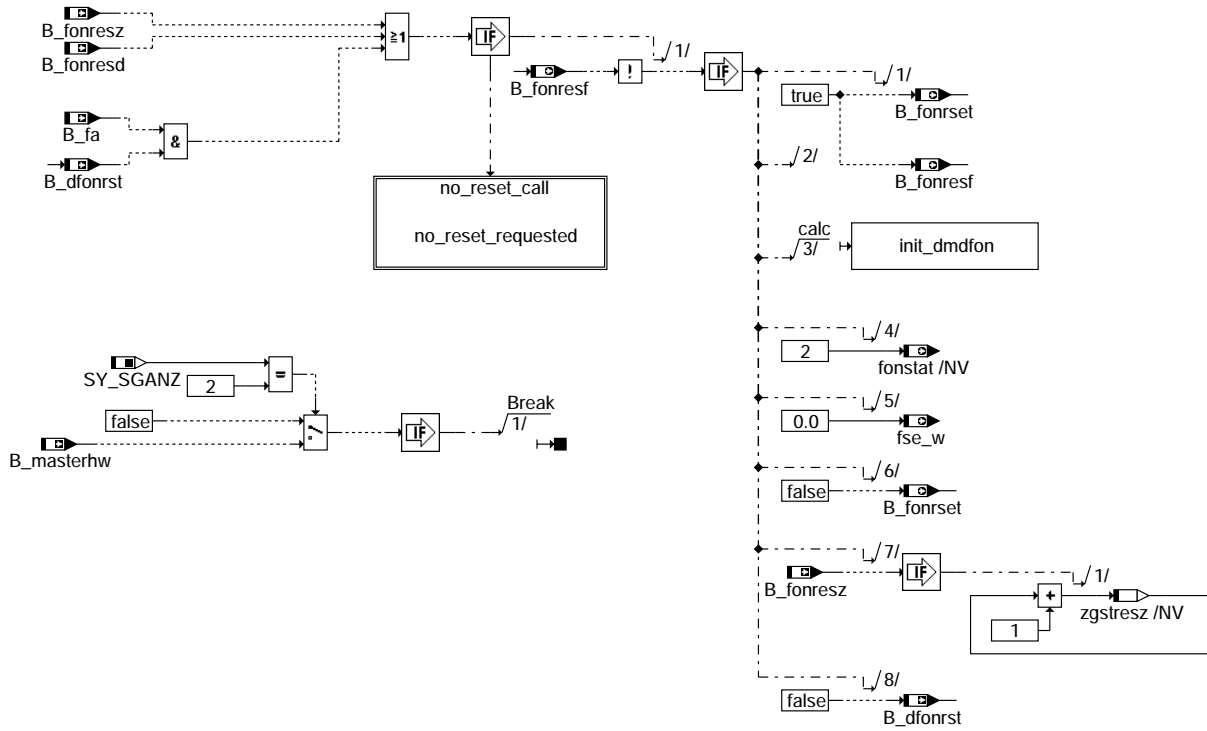 B_fonresz
B_fonresd
≥1
IF
/1/
B_fonresf
!
IF
/1/
true
B_fonrset
B_fa
B_dfonrst
&
/2/
B_fonresf
no_reset_call
no_reset_requested
calc
3/
init_dmdfon
/4/
2
fonstat /NV
SY_SGANZ
2
=
false
B_masterhw
IF
Break
1/
/5/
0.0
fse_w
/6/
false
B_fonrset
/7/
B_fonresz
IF
/1/
+
1
zgstresz /NV
/8/
false
B_dfonrst